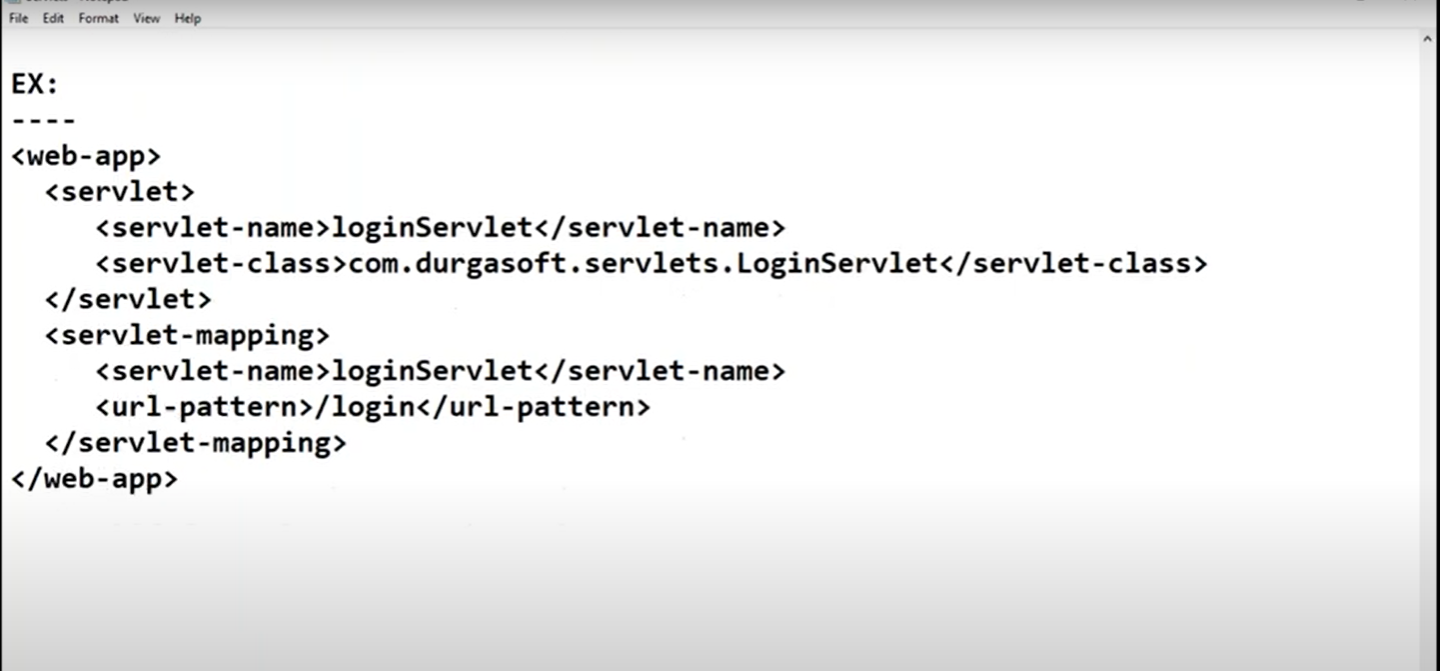 File Edit Format View Help
EX:
----
<web-app>
<servlet>
<servlet-name>loginServlet</servlet-name>
<servlet-class>com.durgasoft.servlets.LoginServlet</servlet-class>
</servlet>
<servlet-mapping>
<servlet-name>loginServlet</servlet-name>
<url-pattern>/login</url-pattern>
</servlet-mapping>
</web-app>